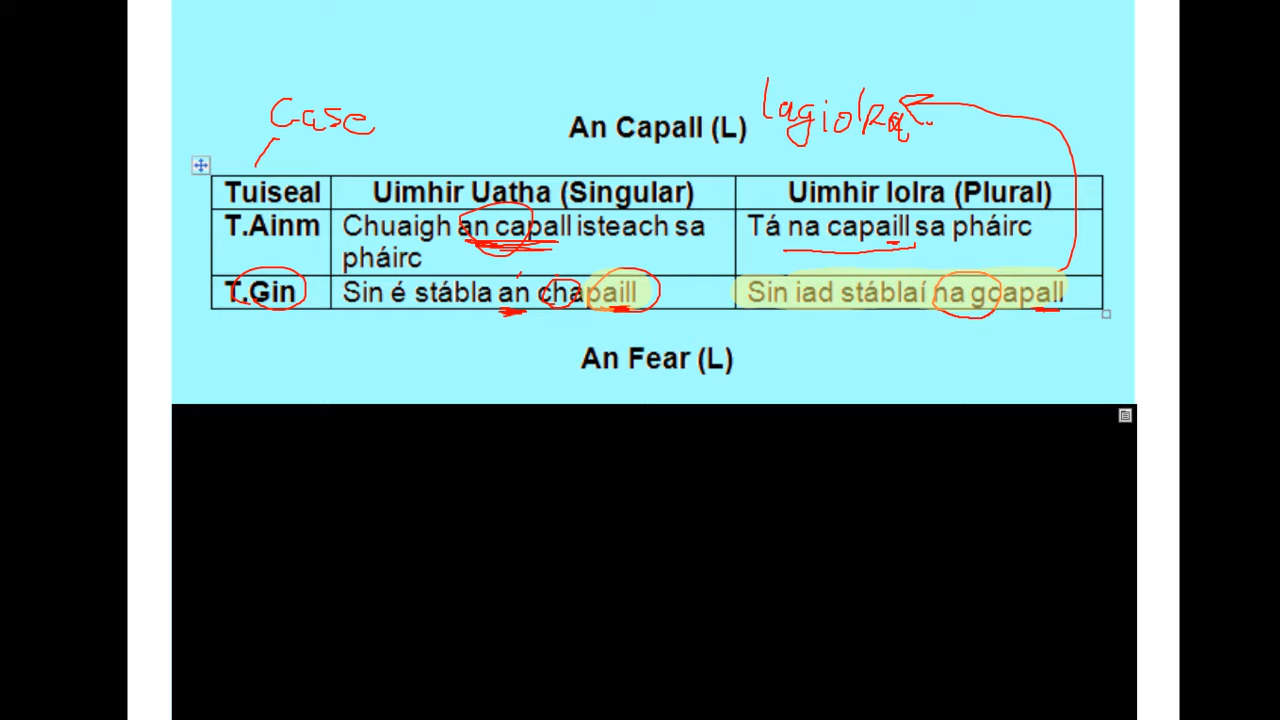 Case
lagiolra
An Capall (L)
Tuiseal Uimhir Uatha (Singular) Uimhir Iolra (Plural)
T.Ainm Chuaigh an capall isteach sa Tá na capaill sa pháirc
pháirc
T.Gin Sin é stábla an chapaill Sin iad stáblaí na gcapall
An Fear (L)